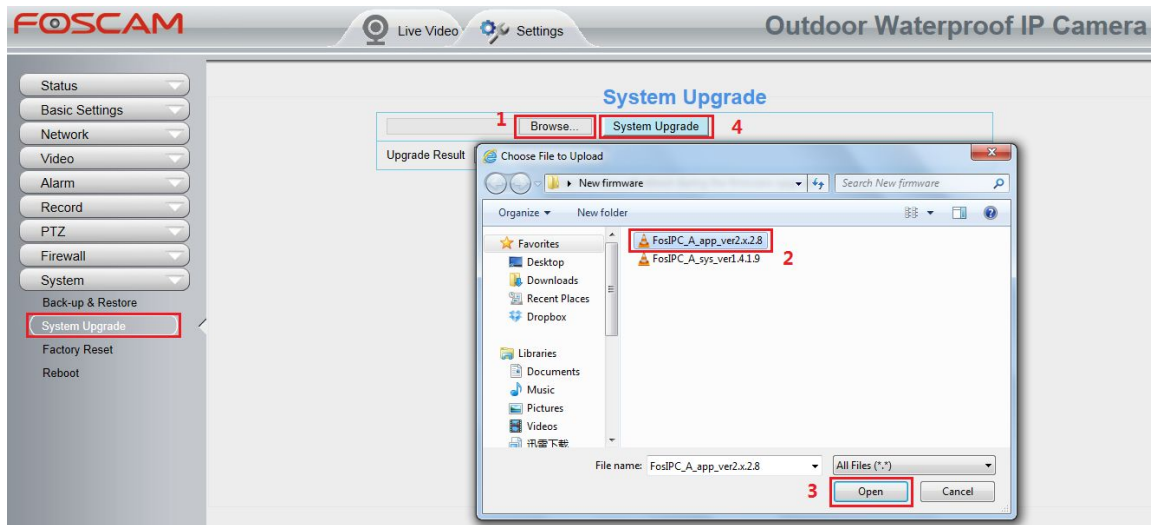 FOSCAM
Live Video
Settings
Outdoor Waterproof IP Camera
Status
Basic Settings
Network
Video
Alarm
Record
PTZ
Firewall
System
Back-up & Restore
System Upgrade
Factory Reset
Reboot
System Upgrade
1 Browse... System Upgrade 4
Upgrade Result
Choose File to Upload
New firmware
Search New firmware
Organize New folder
Favorites
Desktop
Downloads
Recent Places
Dropbox
Libraries
Documents
Music
Pictures
Videos
迅雷下载
FosIPC_A_app_ver2.x.2.8
FosIPC_A_sys_ver1.4.1.9 2
File name: FosIPC_A_app_ver2.x.2.8 All Files (*.*)
3 Open Cancel